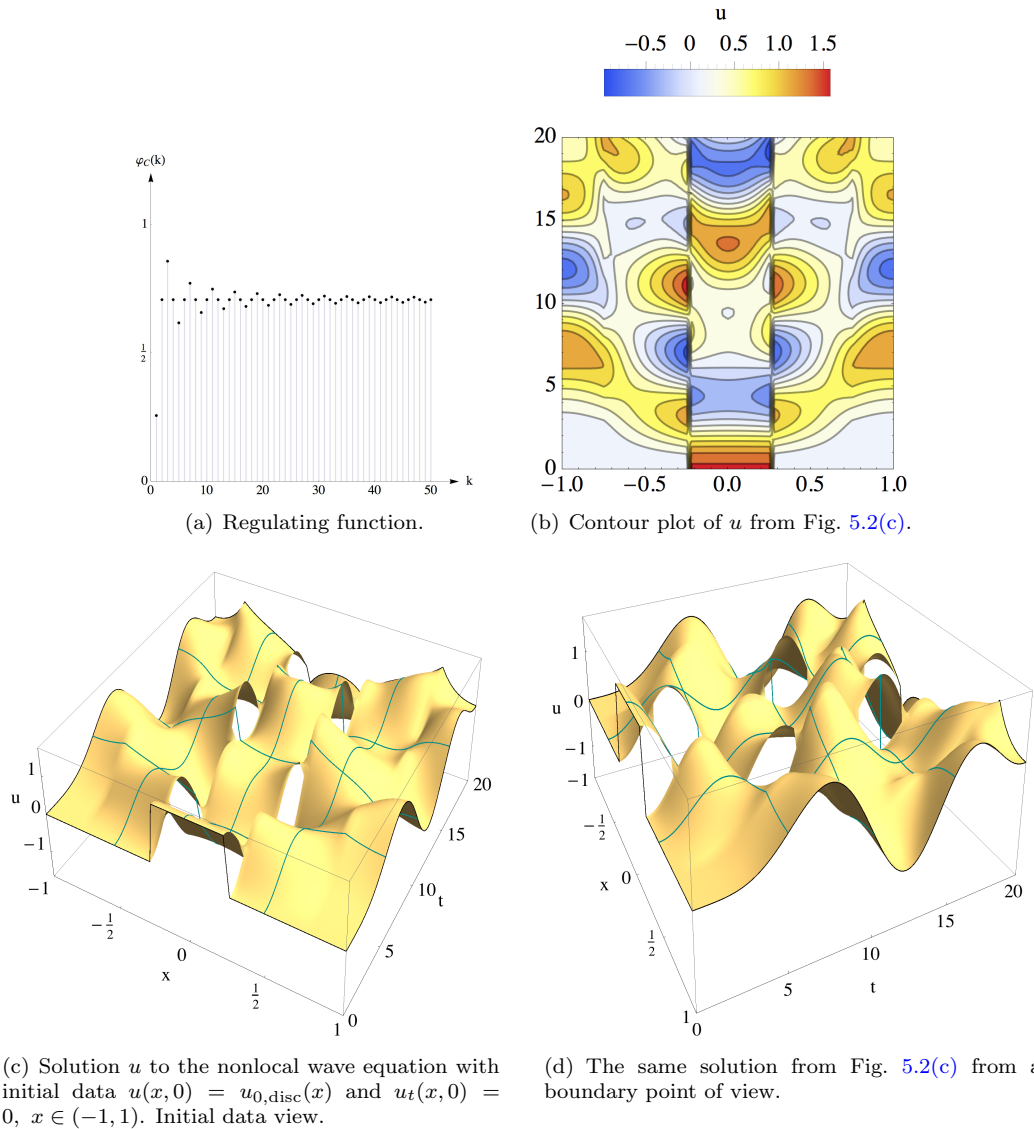 u
−0.5 0 0.5 1.0 1.5
φC(k)
1
1/2
0
0 10 20 30 40 50 k
(a) Regulating function.
20
15
10
5
0
−1.0 −0.5 0.0 0.5 1.0
(b) Contour plot of u from Fig. 5.2(c).
1
u 0
−1
−1
−1/2
0
x
1/2
1
0
5
10
t
15
20
1
u 0
−1
−1
−1/2
x 0
1/2
1
0
5
10
t
15
20
(c) Solution u to the nonlocal wave equation with
initial data u(x, 0) = u0,disc(x) and ut(x, 0) =
0, x ∈ (−1, 1). Initial data view.
(d) The same solution from Fig. 5.2(c) from a
boundary point of view.